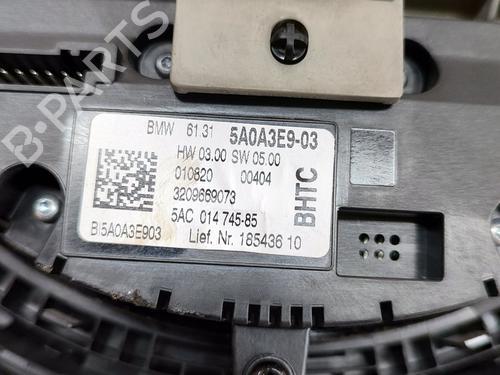 B-PARTS
BMW 61.31 5A0A3E9-03
HW 03.00 SW 05.00
010820 00404
3209669073
5AC 014 745-85
BI5A0A3E903 Lief. Nr. 185436 10
BHTC